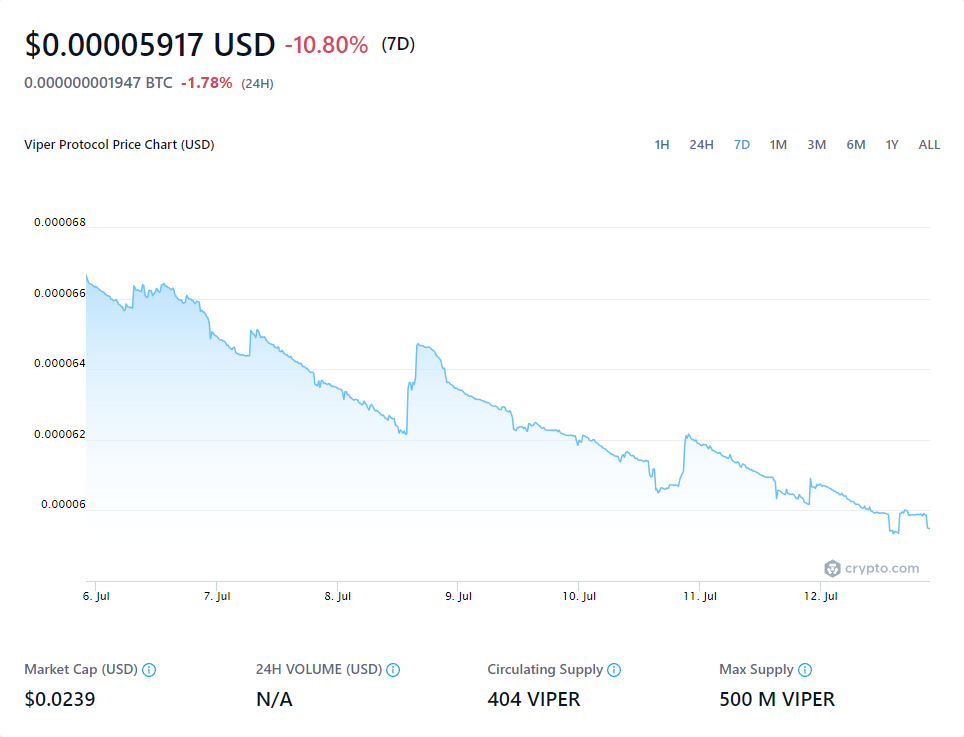 $0.00005917 USD -10.80% (7D)
0.000000001947 BTC -1.78% (24H)
Viper Protocol Price Chart (USD) 1H 24H 7D 1M 3M 6M 1Y ALL
0.000068
0.000066
0.000064
0.000062
0.00006
crypto.com
6. Jul 7. Jul 8. Jul 9. Jul 10. Jul 11. Jul 12. Jul
Market Cap (USD) 24H VOLUME (USD) Circulating Supply Max Supply
$0.0239 N/A 404 VIPER 500 M VIPER